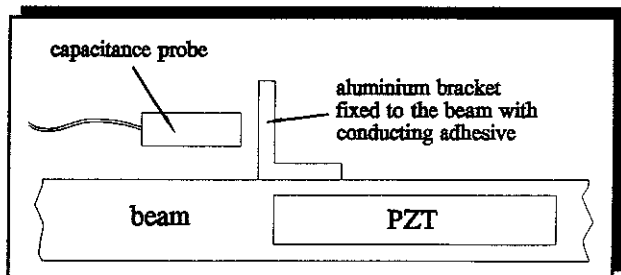 capacitance probe
aluminium bracket
fixed to the beam with
conducting adhesive
beam
PZT